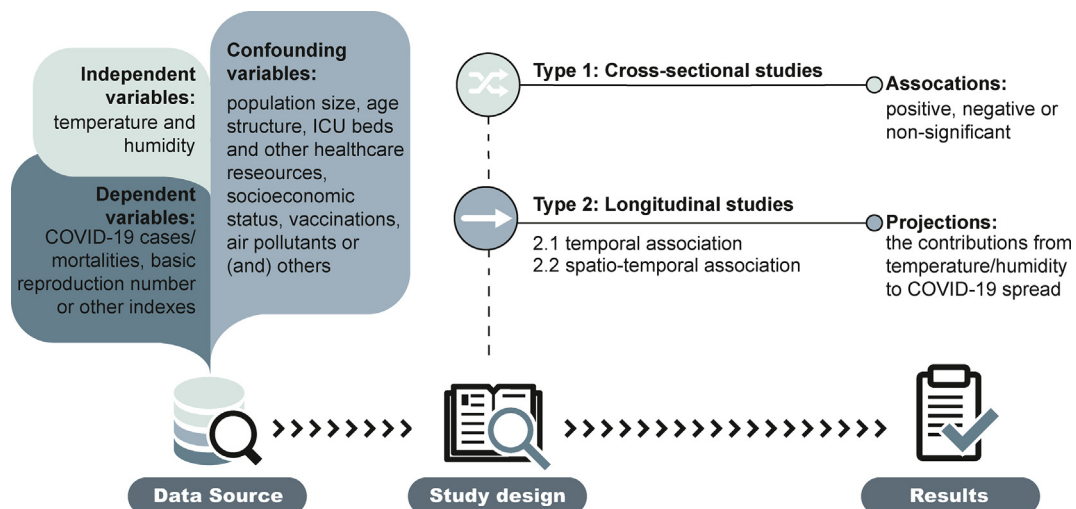 Independent
variables:
temperature and
humidity
Dependent
variables:
COVID-19 cases/
mortalities, basic
reproduction number
or other indexes
Confounding
variables:
population size, age
structure, ICU beds
and other healthcare
reseources,
socioeconomic
status, vaccinations,
air pollutants or
(and) others
Type 1: Cross-sectional studies
Assocations:
positive, negative or
non-significant
Type 2: Longitudinal studies
2.1 temporal association
2.2 spatio-temporal association
Projections:
the contributions from
temperature/humidity
to COVID-19 spread
Data Source
Study design
Results